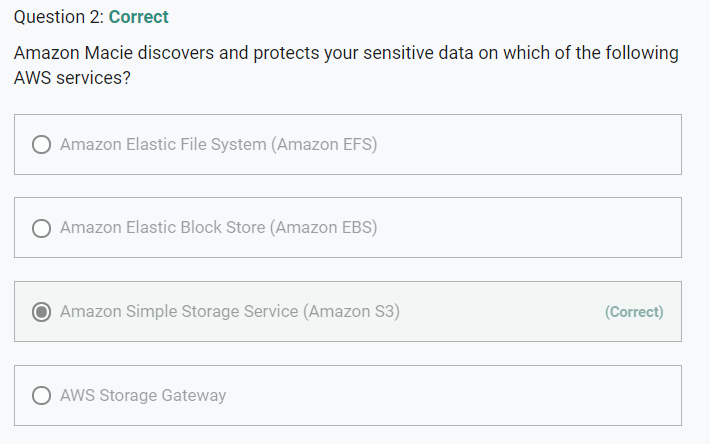 Question 2: Correct
Amazon Macie discovers and protects your sensitive data on which of the following
AWS services?
Amazon Elastic File System (Amazon EFS)
Amazon Elastic Block Store (Amazon EBS)
Amazon Simple Storage Service (Amazon S3) (Correct)
AWS Storage Gateway